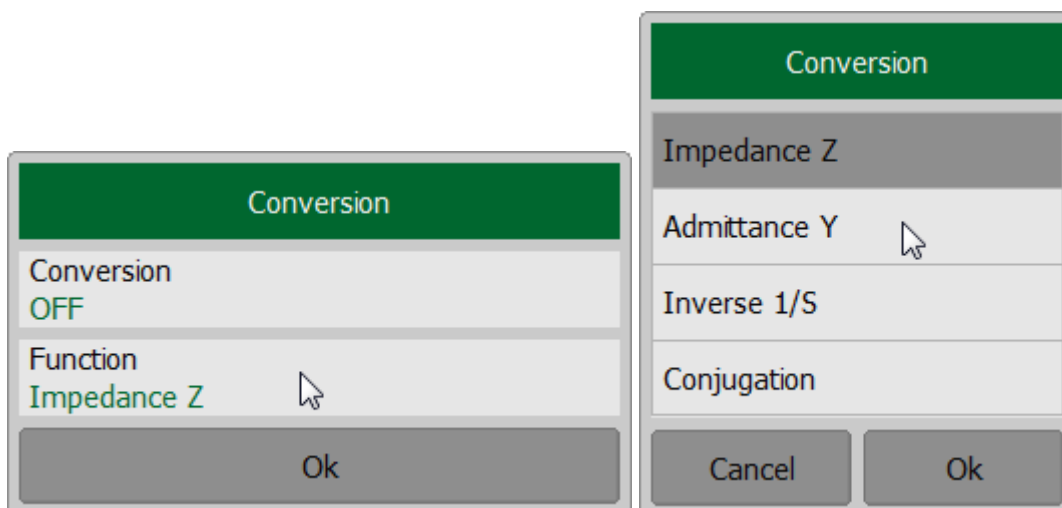 Conversion
Conversion
OFF
Function
Impedance Z
Ok
Conversion
Impedance Z
Admittance Y
Inverse 1/S
Conjugation
Cancel
Ok